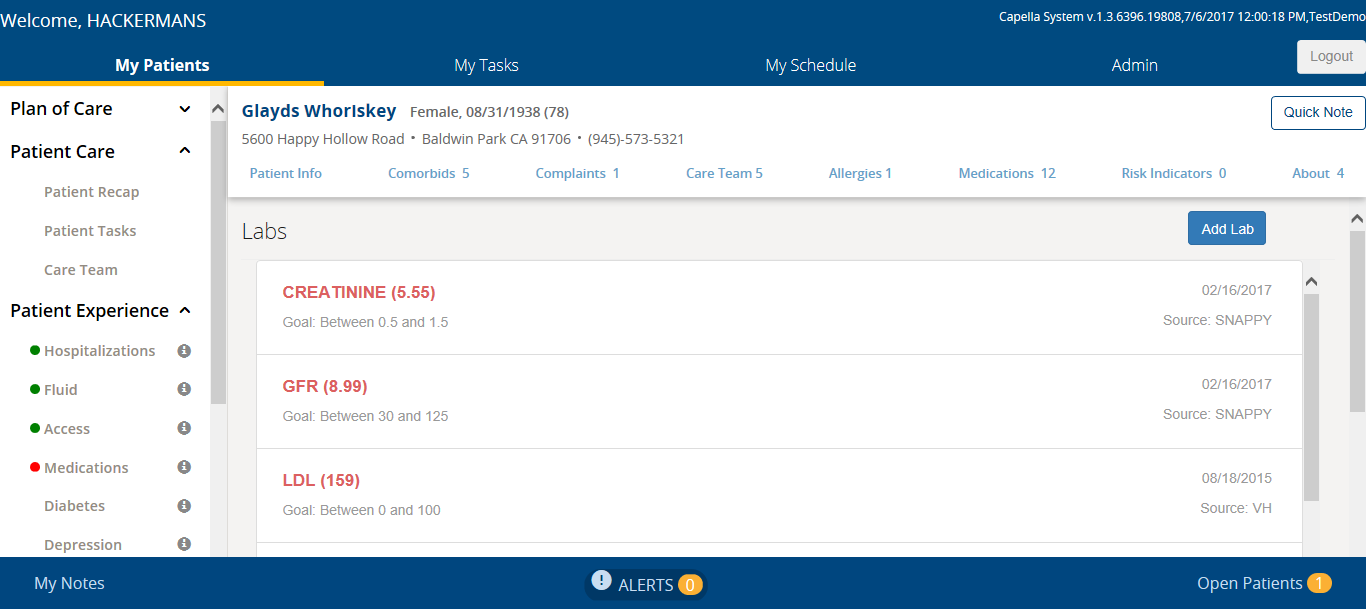 Welcome, HACKERMANS
Capella System v.1.3.6396.19808,7/6/2017 12:00:18 PM,TestDemo
My Patients My Tasks My Schedule Admin Logout
Plan of Care
Patient Care
Patient Recap
Patient Tasks
Care Team
Patient Experience
Hospitalizations
Fluid
Access
Medications
Diabetes
Depression
Glayds Whorlskey Female, 08/31/1938 (78) Quick Note
5600 Happy Hollow Road • Baldwin Park CA 91706 • (945)-573-5321
Patient Info Comorbids 5 Complaints 1 Care Team 5 Allergies 1 Medications 12 Risk Indicators 0 About 4
Labs Add Lab
CREATININE (5.55) 02/16/2017
Goal: Between 0.5 and 1.5 Source: SNAPPY
GFR (8.99) 02/16/2017
Goal: Between 30 and 125 Source: SNAPPY
LDL (159) 08/18/2015
Goal: Between 0 and 100 Source: VH
My Notes ! ALERTS 0 Open Patients 1